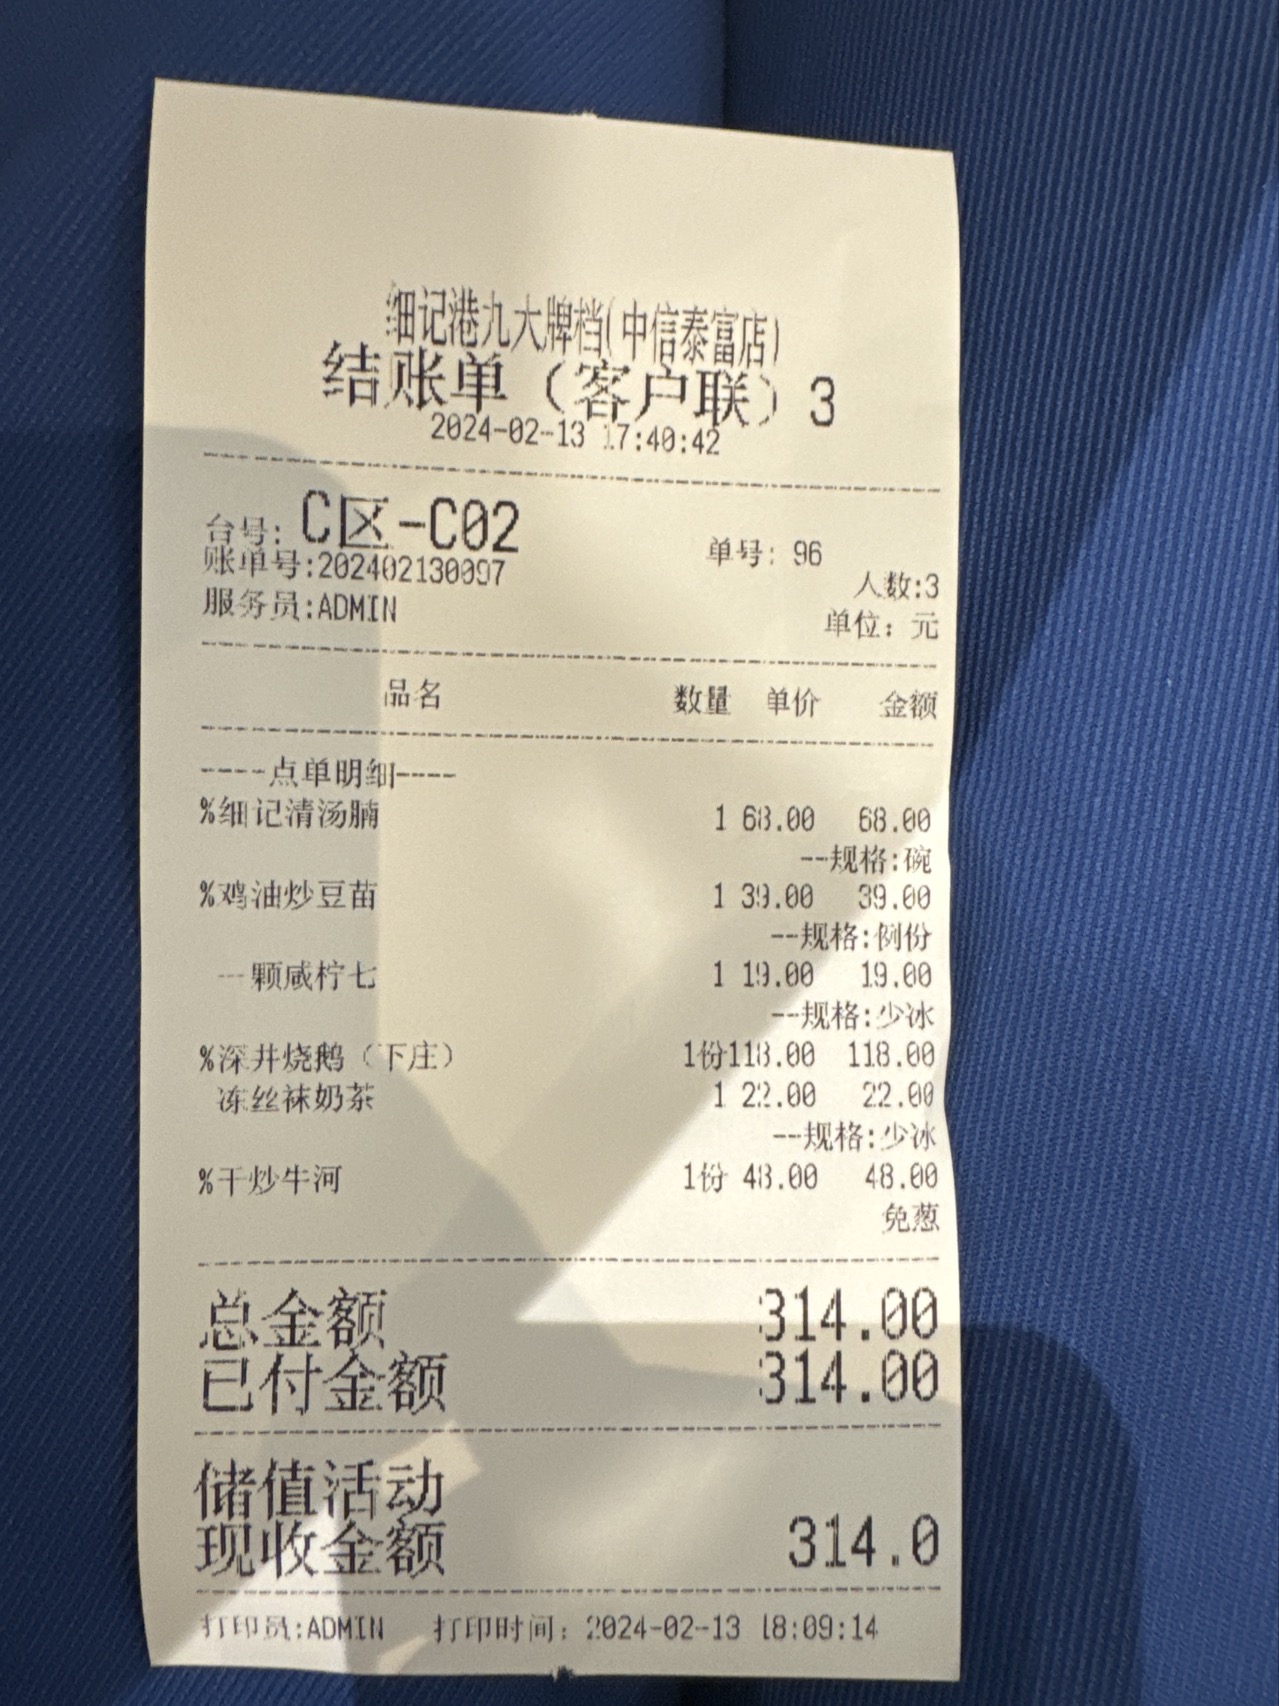 细记港九大牌档(中信泰富店)
结账单（客户联）3
2024-02-13 17:40:42
台号: C区-C02 单号: 96
账单号:202402130097
人数:3
服务员:ADMIN
单位: 元
品名 数量 单价 金额
----点单明细----
%细记清汤腩 1 68.00 68.00
--规格:碗
%鸡油炒豆苗 1 39.00 39.00
--规格:例份
一颗咸柠七 1 19.00 19.00
--规格:少冰
%深井烧鹅（下庄） 1份118.00 118.00
冻丝袜奶茶 1 22.00 22.00
--规格:少冰
%干炒牛河 1份 48.00 48.00
免葱
总金额 314.00
已付金额 314.00
储值活动
现收金额 314.0
打印员:ADMIN 打印时间: 2024-02-13 18:09:14